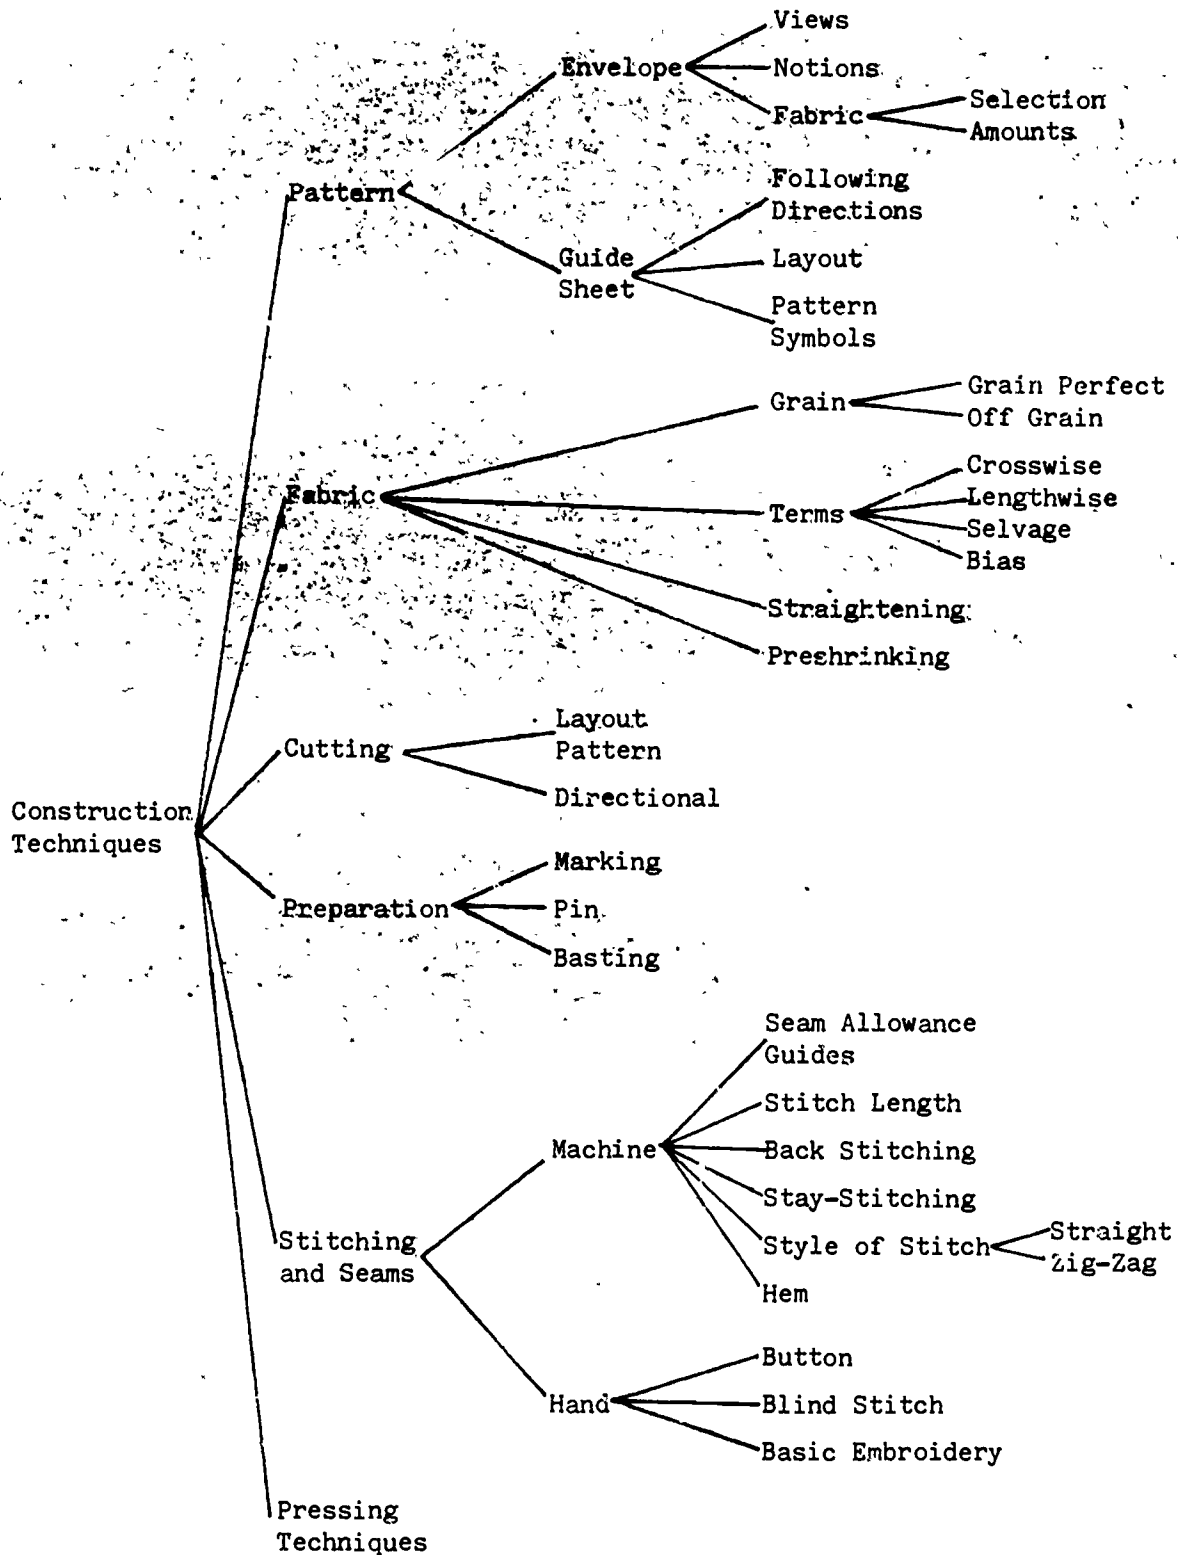 Views
Envelope
Notions
Fabric
Selection
Amounts
Pattern
Following
Directions
Guide
Sheet
Layout
Pattern
Symbols
Grain
Grain Perfect
Off Grain
Fabric
Terms
Crosswise
Lengthwise
Selvage
Bias
Straightening
Preshrinking
Cutting
Layout
Pattern
Directional
Construction
Techniques
Preparation
Marking
Pin
Basting
Stitching
and Seams
Machine
Seam Allowance
Guides
Stitch Length
Back Stitching
Stay-Stitching
Style of Stitch
Straight
Zig-Zag
Hem
Hand
Button
Blind Stitch
Basic Embroidery
Pressing
Techniques